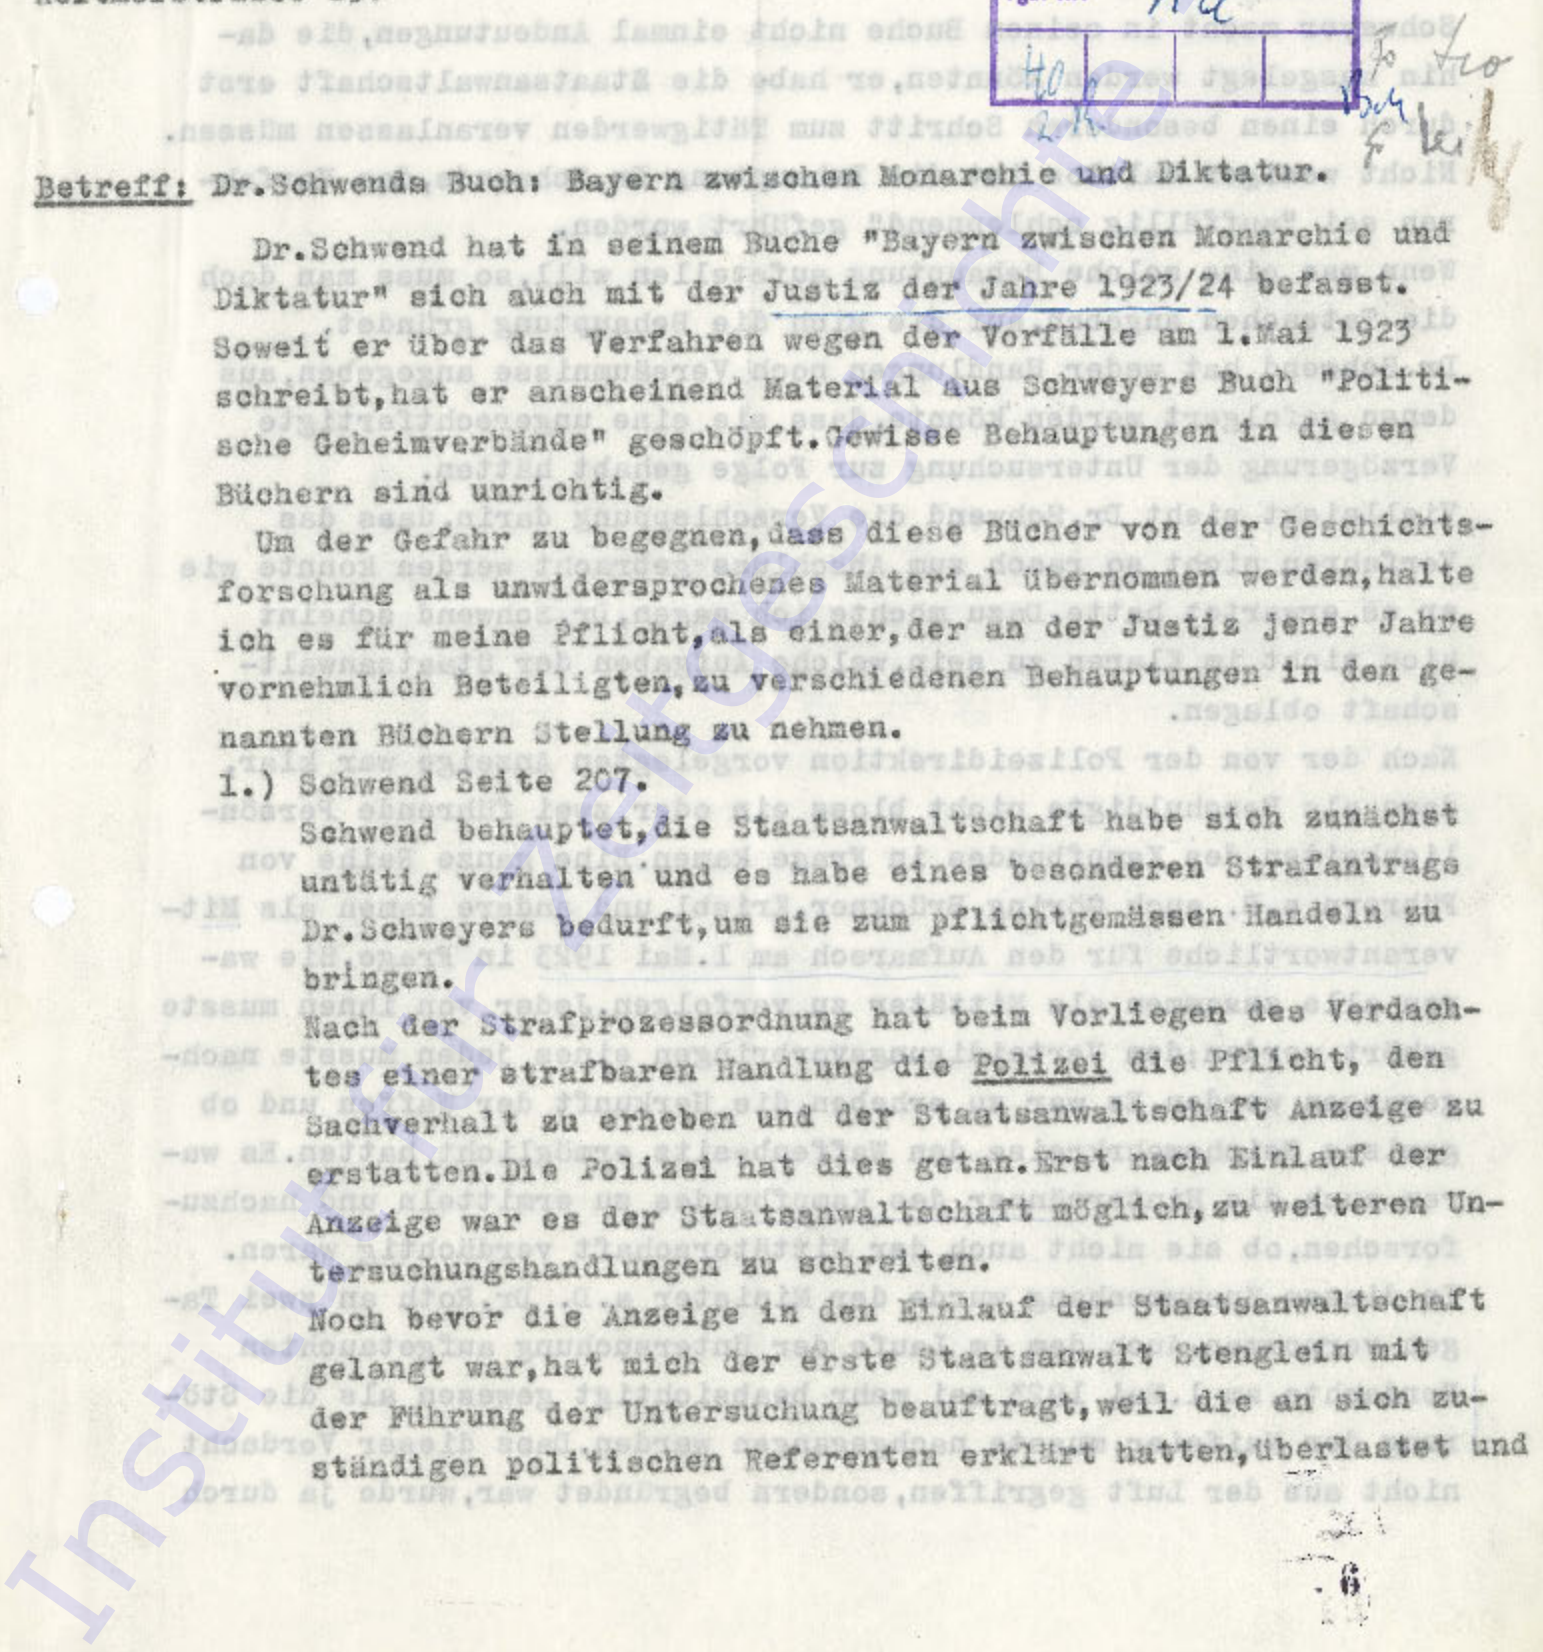 Betreff: Dr.Schwends Buch: Bayern zwischen Monarchie und Diktatur.
Dr.Schwend hat in seinem Buche "Bayern zwischen Monarchie und
Diktatur" sich auch mit der Justiz der Jahre 1923/24 befasst.
Soweit er über das Verfahren wegen der Vorfälle am 1.Mai 1923
schreibt,hat er anscheinend Material aus Schweyers Buch "Politi-
sche Geheimverbände" geschöpft.Gewisse Behauptungen in diesen
Büchern sind unrichtig.
Um der Gefahr zu begegnen,dass diese Bücher von der Geschichts-
forschung als unwidersprochenes Material übernommen werden,halte
ich es für meine Pflicht,als einer,der an der Justiz jener Jahre
vornehmlich Beteiligten,zu verschiedenen Behauptungen in den ge-
nannten Büchern Stellung zu nehmen.
1.) Schwend Seite 207.
Schwend behauptet,die Staatsanwaltschaft habe sich zunächst
untätig verhalten und es habe eines besonderen Strafantrags
Dr.Schweyers bedurft,um sie zum pflichtgemässen Handeln zu
bringen.
Nach der Strafprozessordnung hat beim Vorliegen des Verdach-
tes einer strafbaren Handlung die Polizei die Pflicht, den
Sachverhalt zu erheben und der Staatsanwaltschaft Anzeige zu
erstatten.Die Polizei hat dies getan.Erst nach Einlauf der
Anzeige war es der Staatsanwaltschaft möglich,zu weiteren Un-
tersuchungshandlungen zu schreiten.
Noch bevor die Anzeige in den Einlauf der Staatsanwaltschaft
gelangt war,hat mich der erste Staatsanwalt Stenglein mit
der Führung der Untersuchung beauftragt,weil die an sich zu-
ständigen politischen Referenten erklärt hatten,überlastet und
6
Institut für Zeitgeschichte